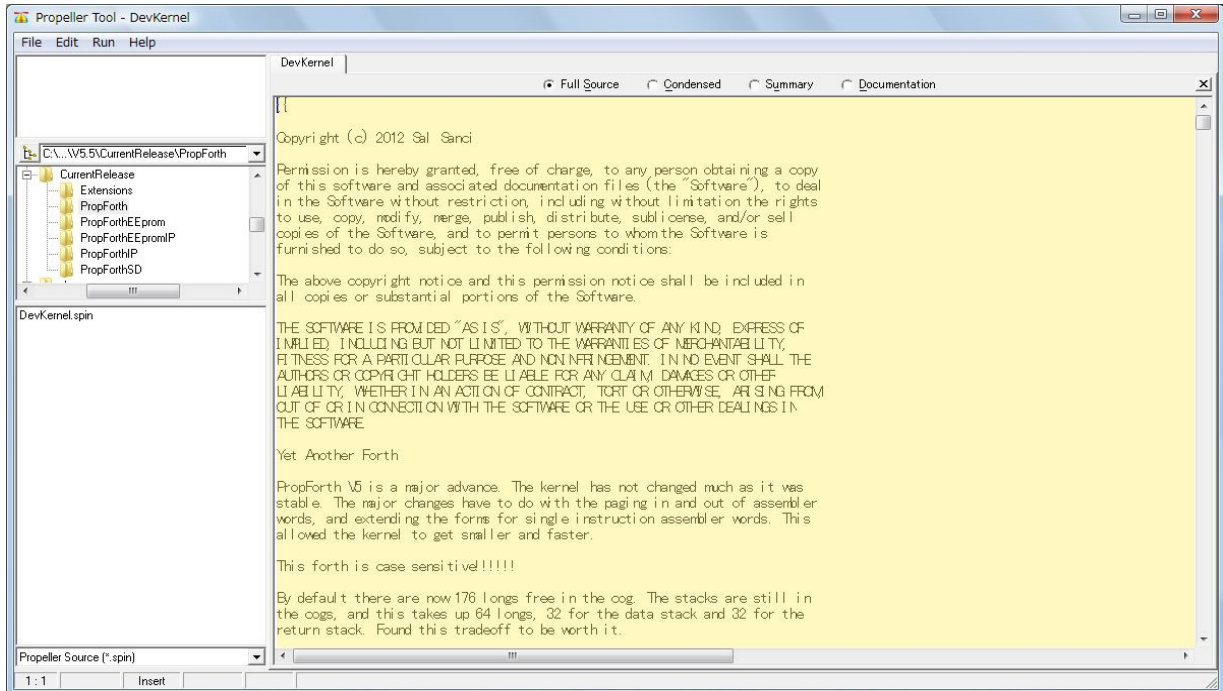 Propeller Tool - DevKernel
File Edit Run Help
DevKernel
Full Source Condensed Summary Documentation
C:\...\V5.5\CurrentRelease\PropForth
CurrentRelease
Extensions
PropForth
PropForthEEprom
PropForthEEpromIP
PropForthIP
PropForthSD
DevKernel.spin
{{
Copyright (c) 2012 Sal Sanci
Permission is hereby granted, free of charge, to any person obtaining a copy
of this software and associated documentation files (the "Software"), to deal
in the Software without restriction, including without limitation the rights
to use, copy, modify, merge, publish, distribute, sublicense, and/or sell
copies of the Software, and to permit persons to whom the Software is
furnished to do so, subject to the following conditions:
The above copyright notice and this permission notice shall be included in
all copies or substantial portions of the Software.
THE SOFTWARE IS PROVIDED "AS IS", WITHOUT WARRANTY OF ANY KIND, EXPRESS OR
IMPLIED, INCLUDING BUT NOT LIMITED TO THE WARRANTIES OF MERCHANTABILITY,
FITNESS FOR A PARTICULAR PURPOSE AND NONINFRINGEMENT. IN NO EVENT SHALL THE
AUTHORS OR COPYRIGHT HOLDERS BE LIABLE FOR ANY CLAIM, DAMAGES OR OTHER
LIABILITY, WHETHER IN AN ACTION OF CONTRACT, TORT OR OTHERWISE, ARISING FROM,
OUT OF OR IN CONNECTION WITH THE SOFTWARE OR THE USE OR OTHER DEALINGS IN
THE SOFTWARE.
Yet Another Forth
PropForth V5 is a major advance. The kernel has not changed much as it was
stable. The major changes have to do with the paging in and out of assembler
words, and extending the forms for single instruction assembler words. This
allowed the kernel to get smaller and faster.
This forth is case sensitive!!!!!!
By default there are now 176 longs free in the cog. The stacks are still in
the cogs, and this takes up 64 longs, 32 for the data stack and 32 for the
return stack. Found this tradeoff to be worth it.
Propeller Source (*.spin)
1 : 1 Insert